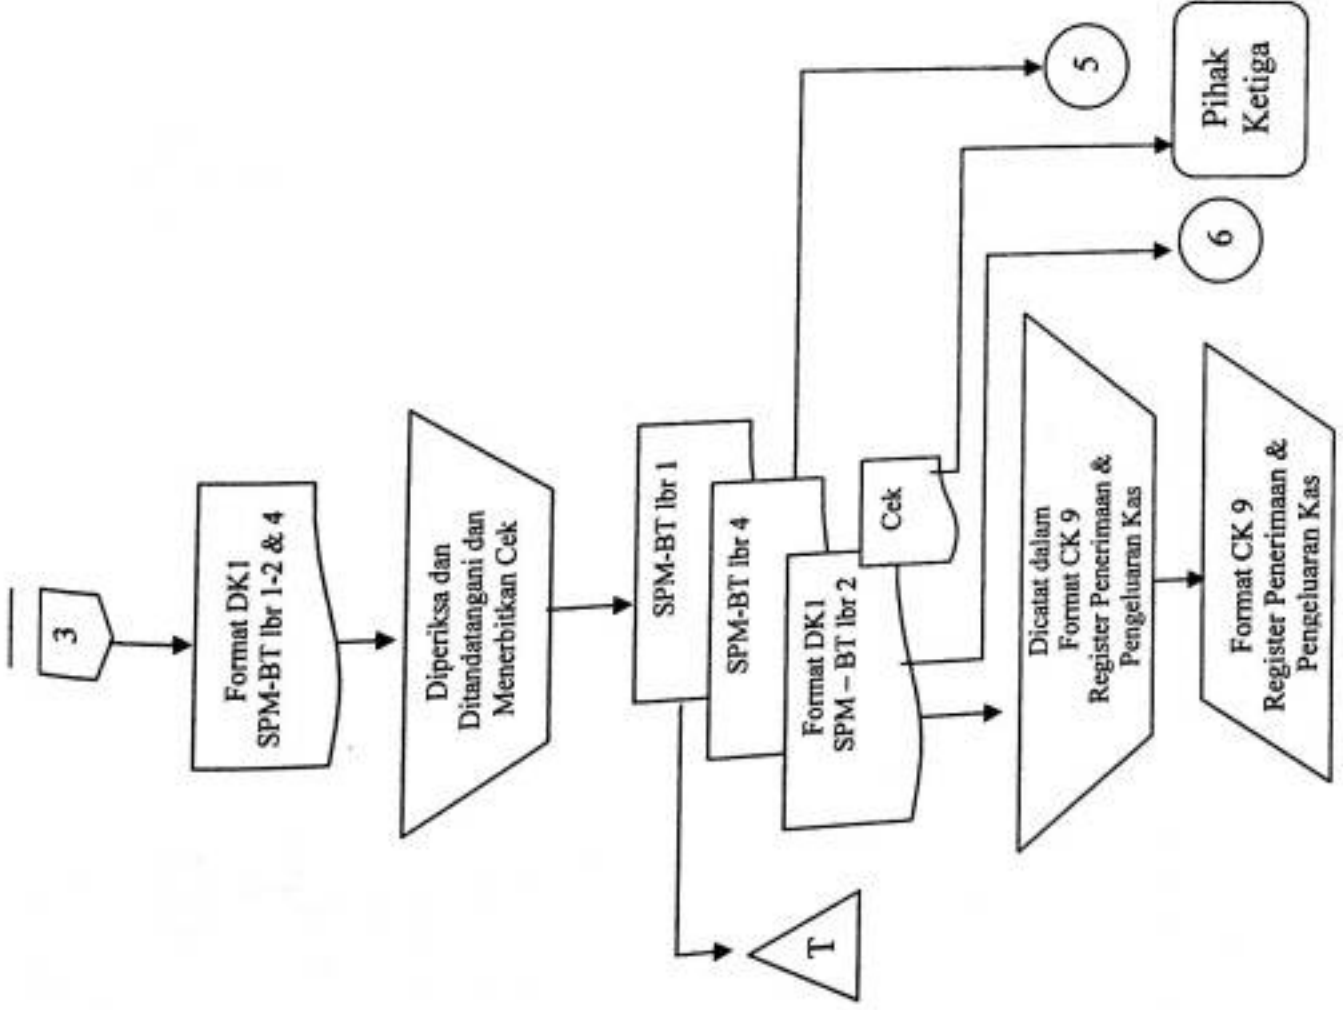 3
Format DK1
SPM-BT lbr 1-2 & 4
Diperiksa dan
Ditandatangani dan
Menerbitkan Cek
SPM-BT lbr 1
SPM-BT lbr 4
Format DK1
SPM – BT lbr 2
Cek
T
5
Pihak
Ketiga
6
Dicatat dalam
Format CK 9
Register Penerimaan &
Pengeluaran Kas
Format CK 9
Register Penerimaan &
Pengeluaran Kas